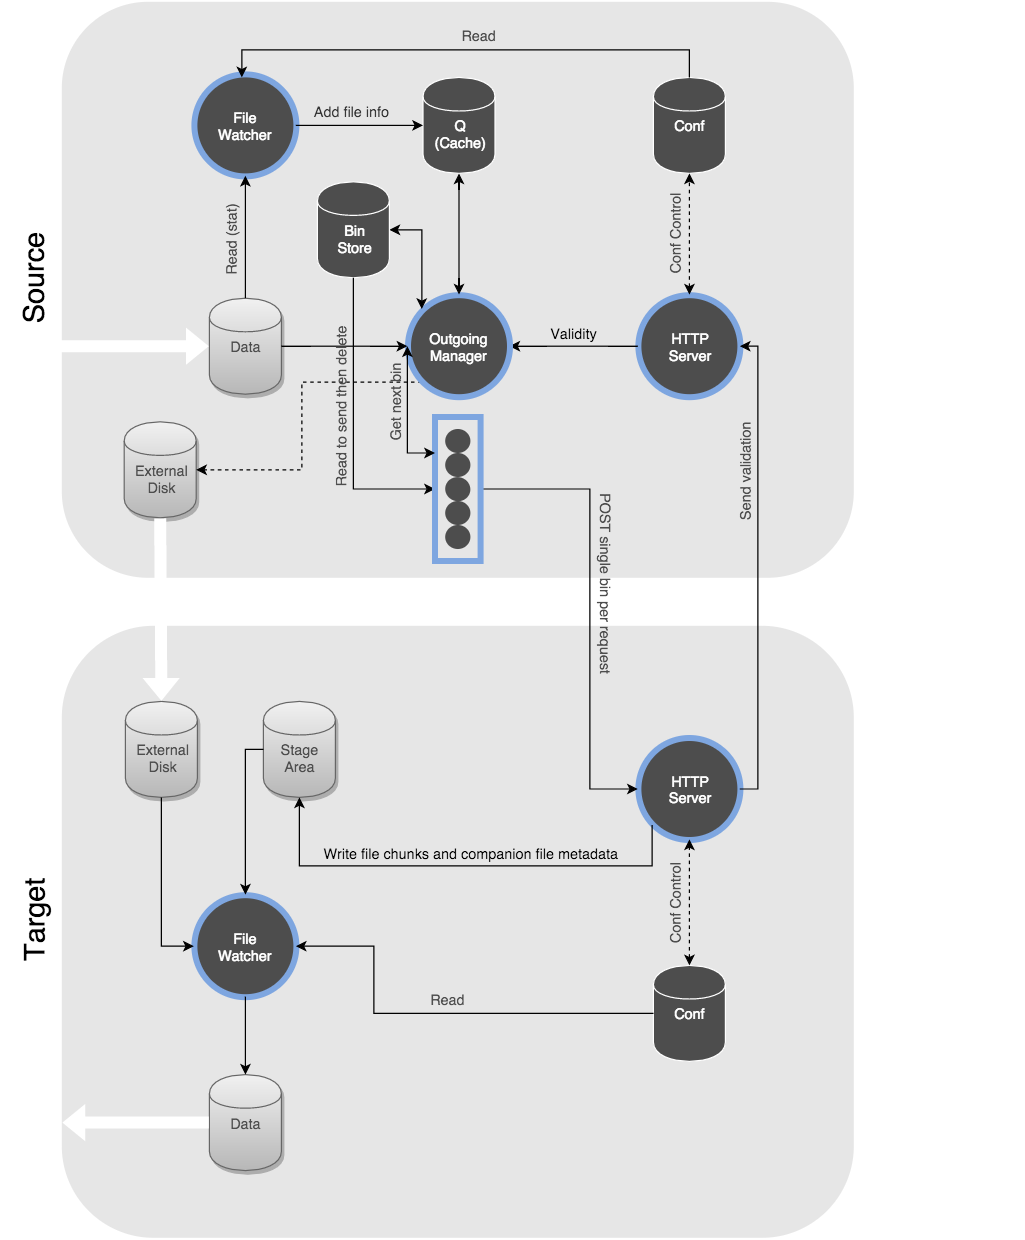 Read
File
Watcher
Add file info
Q
(Cache)
Conf
Read (stat)
Bin
Store
Conf Control
Source
Data
Outgoing
Manager
Validity
HTTP
Server
Read to send then delete
Get next bin
External
Disk
Send validation
POST single bin per request
External
Disk
Stage
Area
HTTP
Server
Write file chunks and companion file metadata
Conf Control
Target
File
Watcher
Read
Conf
Data